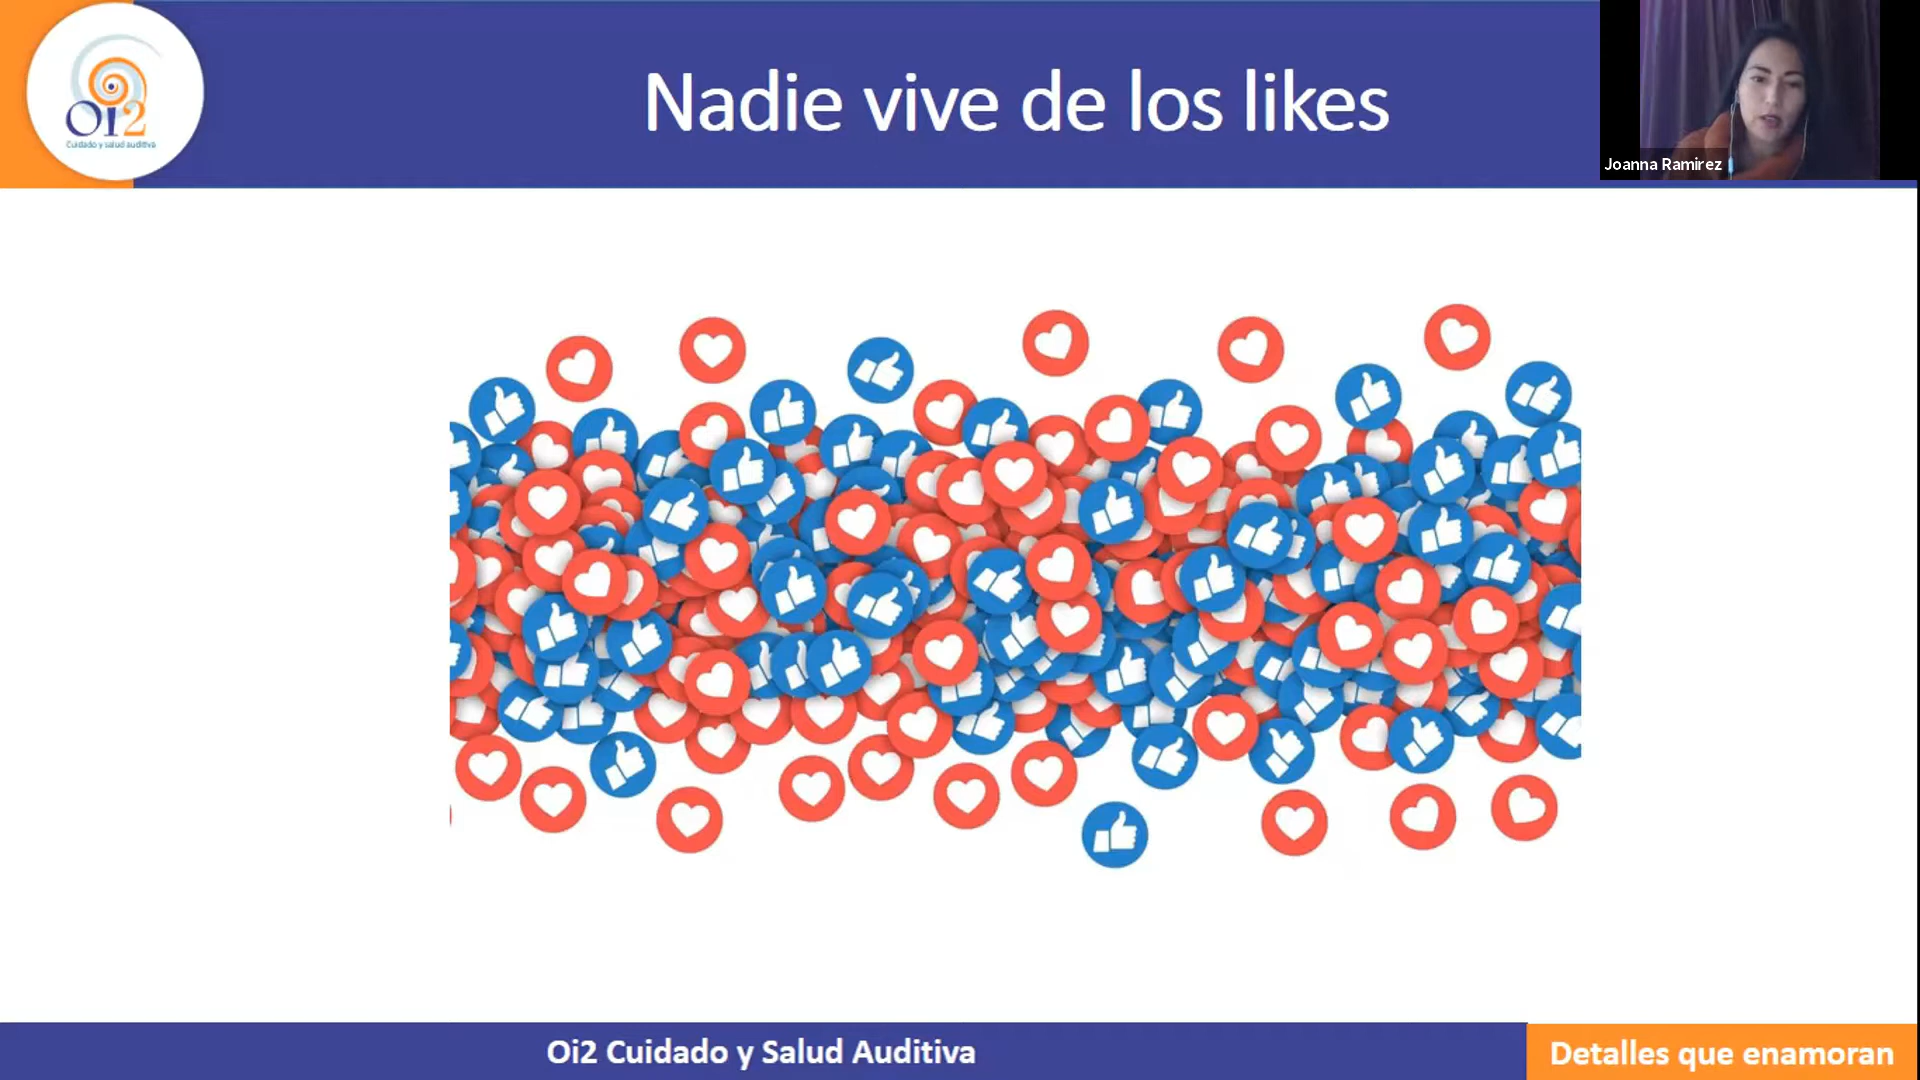 Oi2
Cuidado y salud auditiva
Nadie vive de los likes
Joanna Ramirez
Oi2 Cuidado y Salud Auditiva
Detalles que enamoran